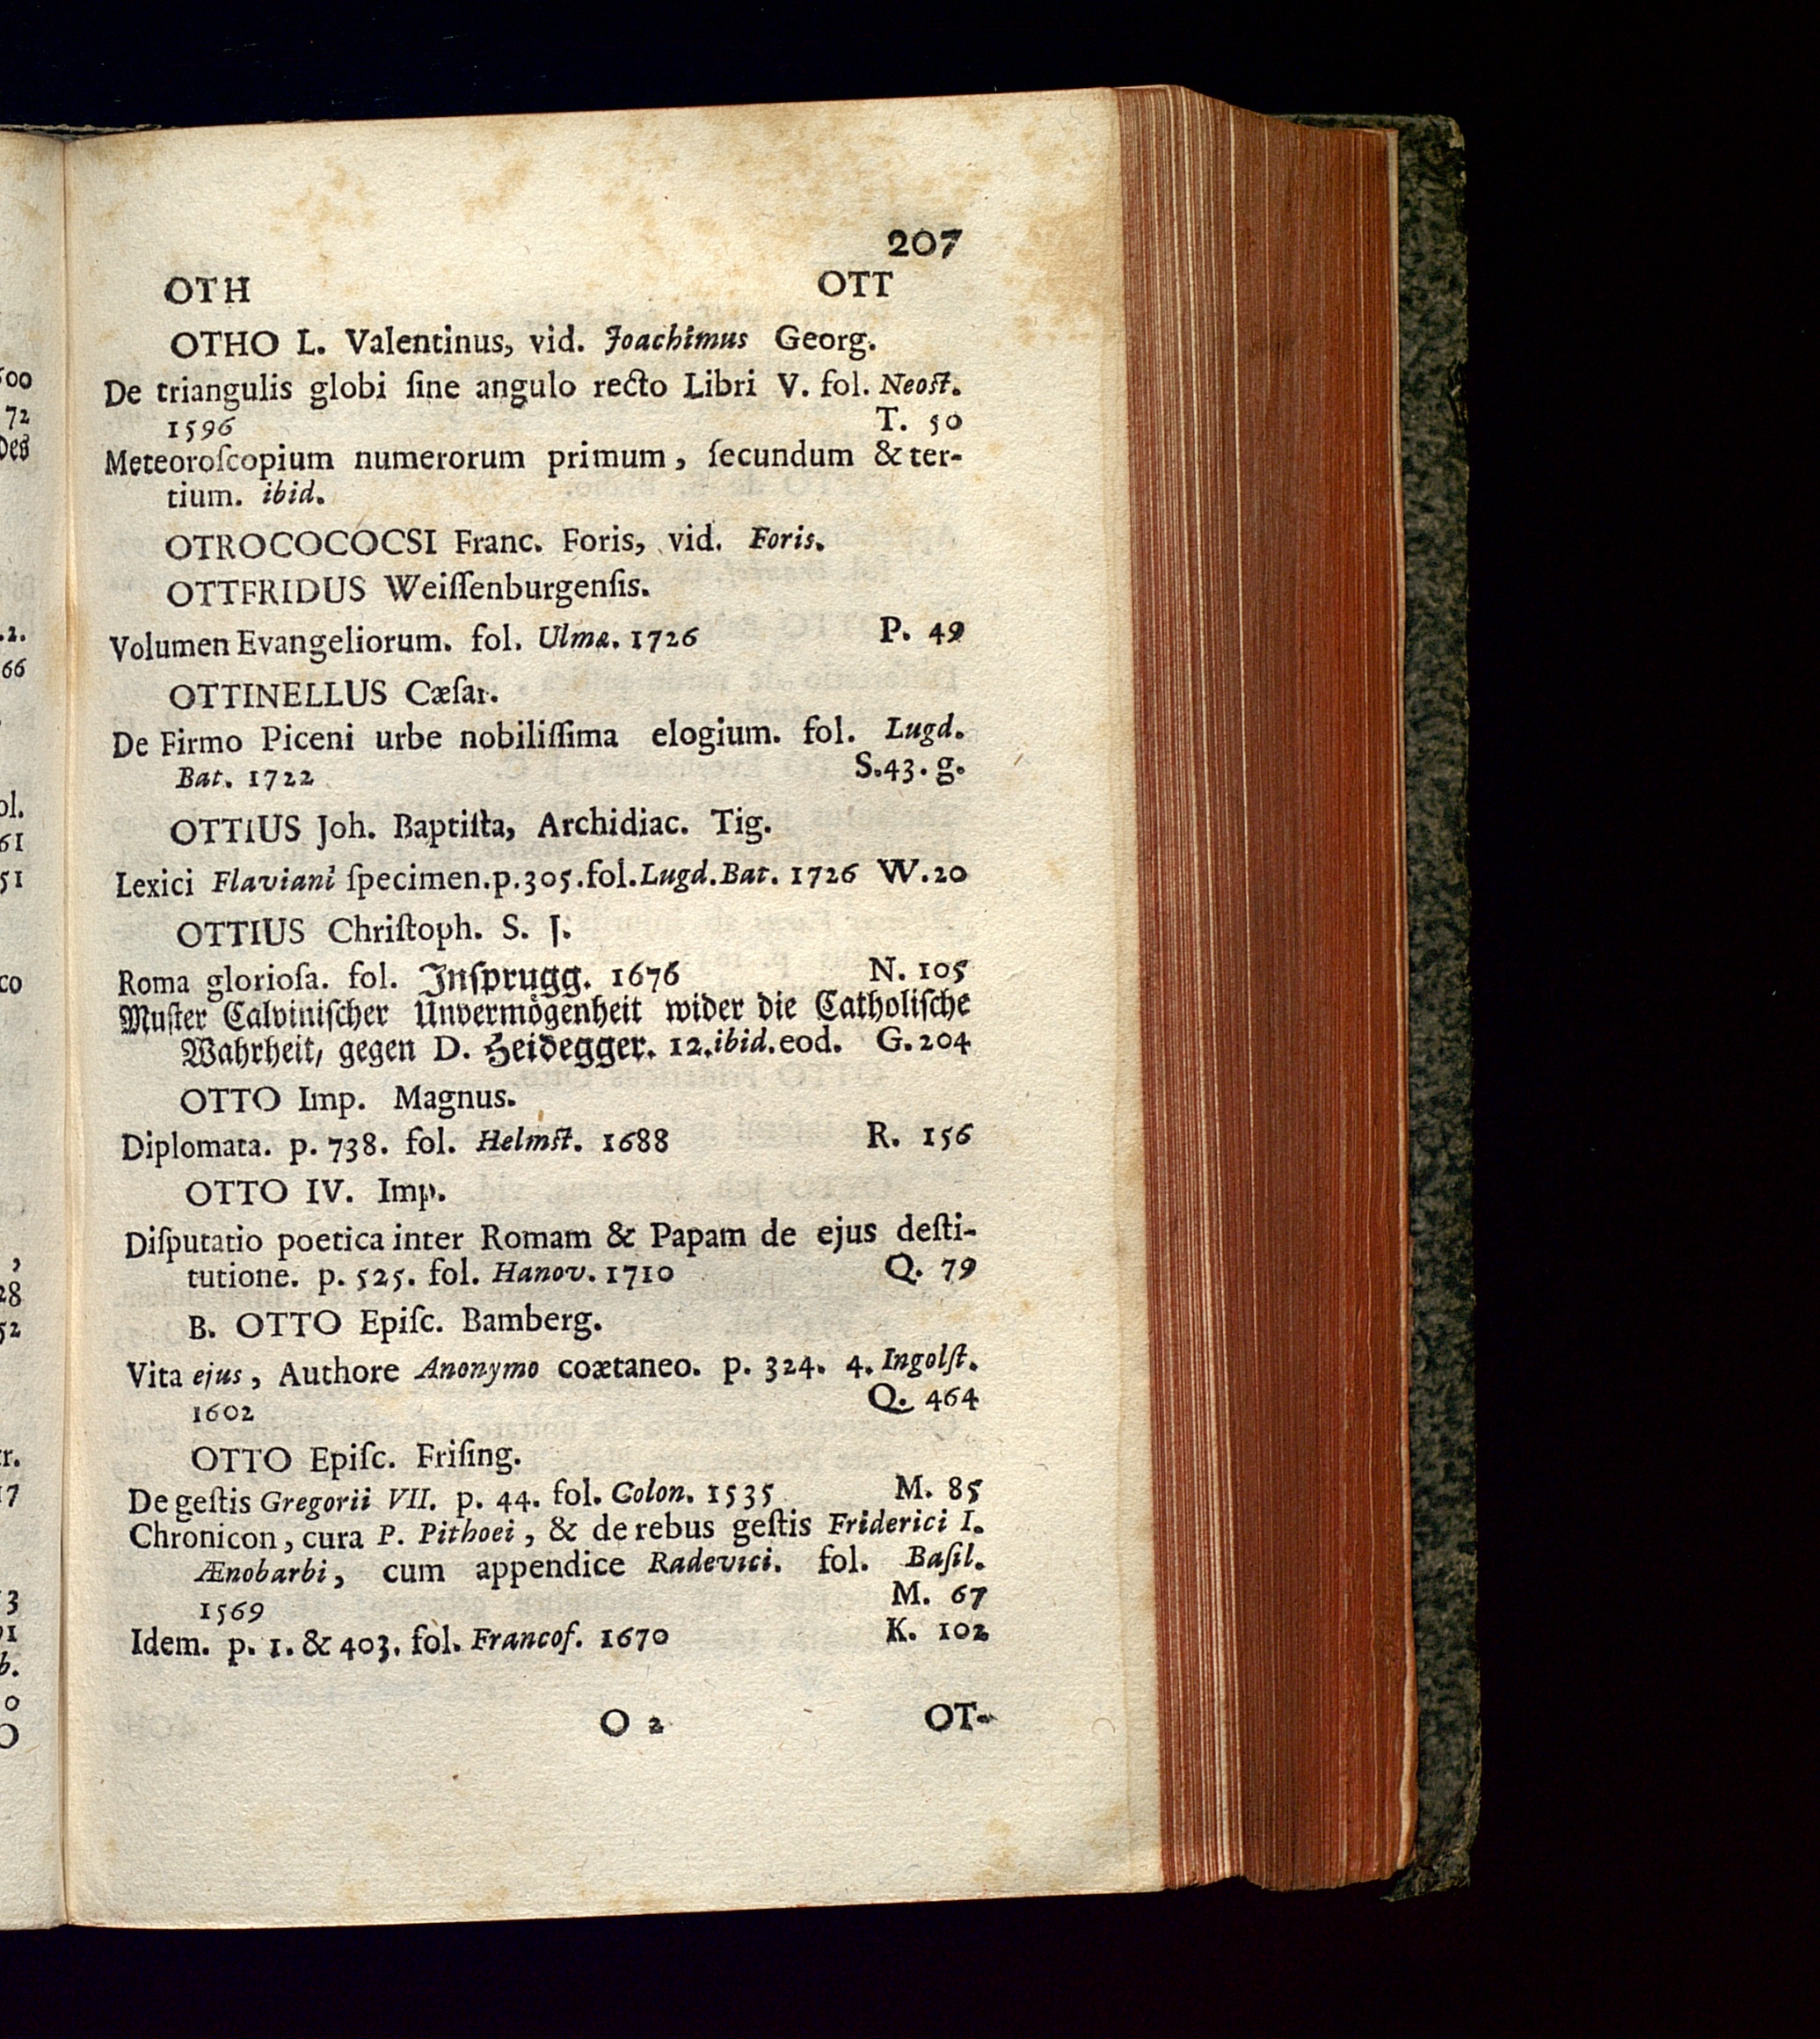 207
OTH OTT
OTHO L. Valentinus, vid. Joachimus Georg.
De triangulis globi ſine angulo recto Libri V. fol. Neoſt.
1596 T. 50
Meteoroſcopium numerorum primum, ſecundum & ter-
tium. ibid.
OTROCOCOCSI Franc. Foris, vid. Foris.
OTTFRIDUS Weiſſenburgenſis.
Volumen Evangeliorum. fol. Ulmæ. 1726 P. 49
OTTINELLUS Cæſar.
De Firmo Piceni urbe nobiliſſima elogium. fol. Lugd.
Bat. 1722 S.43. g.
OTTIUS Joh. Baptiſta, Archidiac. Tig.
Lexici Flaviani ſpecimen.p.305.fol.Lugd.Bat. 1726 W.20
OTTIUS Chriſtoph. S. J.
Roma glorioſa. fol. Inſprugg. 1676 N. 105
Muſter Calviniſcher Unvermögenheit wider die Catholiſche
Wahrheit, gegen D. Heidegger. 12.ibid.eod. G.204
OTTO Imp. Magnus.
Diplomata. p. 738. fol. Helmſt. 1688 R. 156
OTTO IV. Imp.
Diſputatio poetica inter Romam & Papam de ejus deſti-
tutione. p. 525. fol. Hanov. 1710 Q. 79
B. OTTO Epiſc. Bamberg.
Vita ejus, Authore Anonymo coætaneo. p. 324. 4. Ingolſt.
1602 Q. 464
OTTO Epiſc. Friſing.
De geſtis Gregorii VII. p. 44. fol. Colon. 1535 M. 85
Chronicon, cura P. Pithoei, & de rebus geſtis Friderici I.
Ænobarbi, cum appendice Radevici. fol. Baſil.
1569 M. 67
Idem. p. 1. & 403. fol. Francof. 1670 K. 102
O 2 OT-